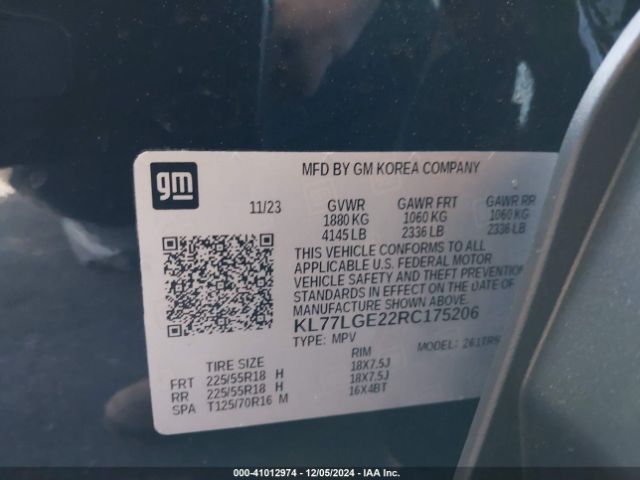 gm
MFD BY GM KOREA COMPANY
11/23 GVWR GAWR FRT GAWR RR
1880 KG 1060 KG 1060 KG
4145 LB 2336 LB 2336 LB
THIS VEHICLE CONFORMS TO ALL
APPLICABLE U.S. FEDERAL MOTOR
VEHICLE SAFETY AND THEFT PREVENTION
STANDARDS IN EFFECT ON THE DATE OF
MANUFACTURE SHOWN ABOVE.
KL77LGE22RC175206
TYPE: MPV MODEL:
TIRE SIZE RIM
FRT 225/55R18 H 18X7.5J
RR 225/55R18 H 18X7.5J
SPA T125/70R16 M 16X4BT
000-41012974 - 12/05/2024 - IAA Inc.